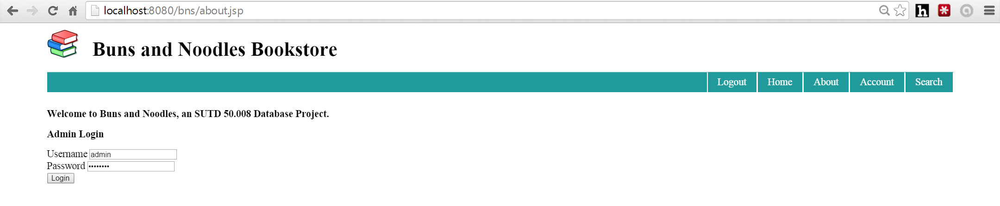 localhost:8080/bns/about.jsp
Buns and Noodles Bookstore
Logout Home About Account Search
Welcome to Buns and Noodles, an SUTD 50.008 Database Project.
Admin Login
Username admin
Password ••••••••
Login